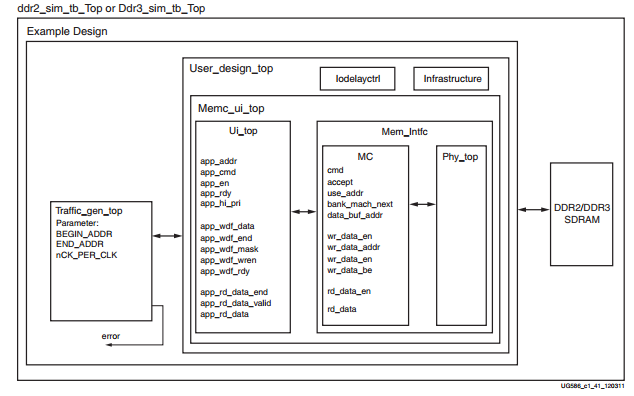 ddr2_sim_tb_Top or Ddr3_sim_tb_Top
Example Design
User_design_top
Iodelayctrl
Infrastructure
Memc_ui_top
Ui_top
app_addr
app_cmd
app_en
app_rdy
app_hi_pri
app_wdf_data
app_wdf_end
app_wdf_mask
app_wdf_wren
app_wdf_rdy
app_rd_data_end
app_rd_data_valid
app_rd_data
Mem_Intfc
MC
cmd
accept
use_addr
bank_mach_next
data_buf_addr
wr_data_en
wr_data_addr
wr_data_en
wr_data_be
rd_data_en
rd_data
Phy_top
Traffic_gen_top
Parameter:
BEGIN_ADDR
END_ADDR
nCK_PER_CLK
error
DDR2/DDR3
SDRAM
UG586_c1_41_120311